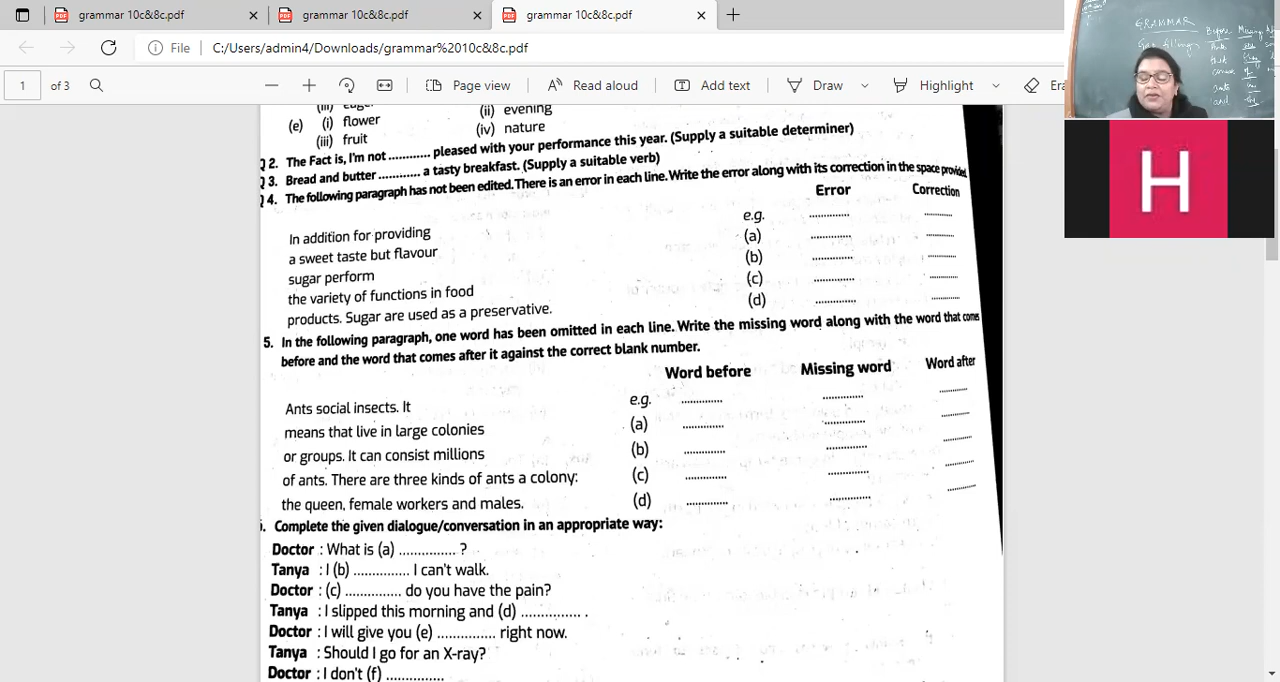 grammar 10c&8c.pdf
grammar 10c&8c.pdf
grammar 10c&8c.pdf
File C:/Users/admin4/Downloads/grammar%2010c&8c.pdf
1 of 3 Page view Read aloud Add text Draw Highlight
GRAMMAR
Before Missing
H
(ii) evening
(e) (i) flower
(iii) fruit (iv) nature
2. The Fact is, I'm not ............ pleased with your performance this year. (Supply a suitable determiner)
3. Bread and butter ............ a tasty breakfast. (Supply a suitable verb)
4. The following paragraph has not been edited. There is an error in each line. Write the error along with its correction in the space provided.
Error Correction
e.g. ............ ............
In addition for providing (a) ............ ............
a sweet taste but flavour (b) ............ ............
sugar perform (c) ............ ............
the variety of functions in food (d) ............ ............
products. Sugar are used as a preservative.
5. In the following paragraph, one word has been omitted in each line. Write the missing word along with the word that comes
before and the word that comes after it against the correct blank number.
Word before Missing word Word after
Ants social insects. It e.g. ............ ............ ............
means that live in large colonies (a) ............ ............ ............
or groups. It can consist millions (b) ............ ............ ............
of ants. There are three kinds of ants a colony: (c) ............ ............ ............
the queen, female workers and males. (d) ............ ............ ............
Complete the given dialogue/conversation in an appropriate way:
Doctor : What is (a) ............... ?
Tanya : I (b) ............... I can't walk.
Doctor : (c) ............... do you have the pain?
Tanya : I slipped this morning and (d) ............... .
Doctor : I will give you (e) ............... right now.
Tanya : Should I go for an X-ray?
Doctor : I don't (f) ...............